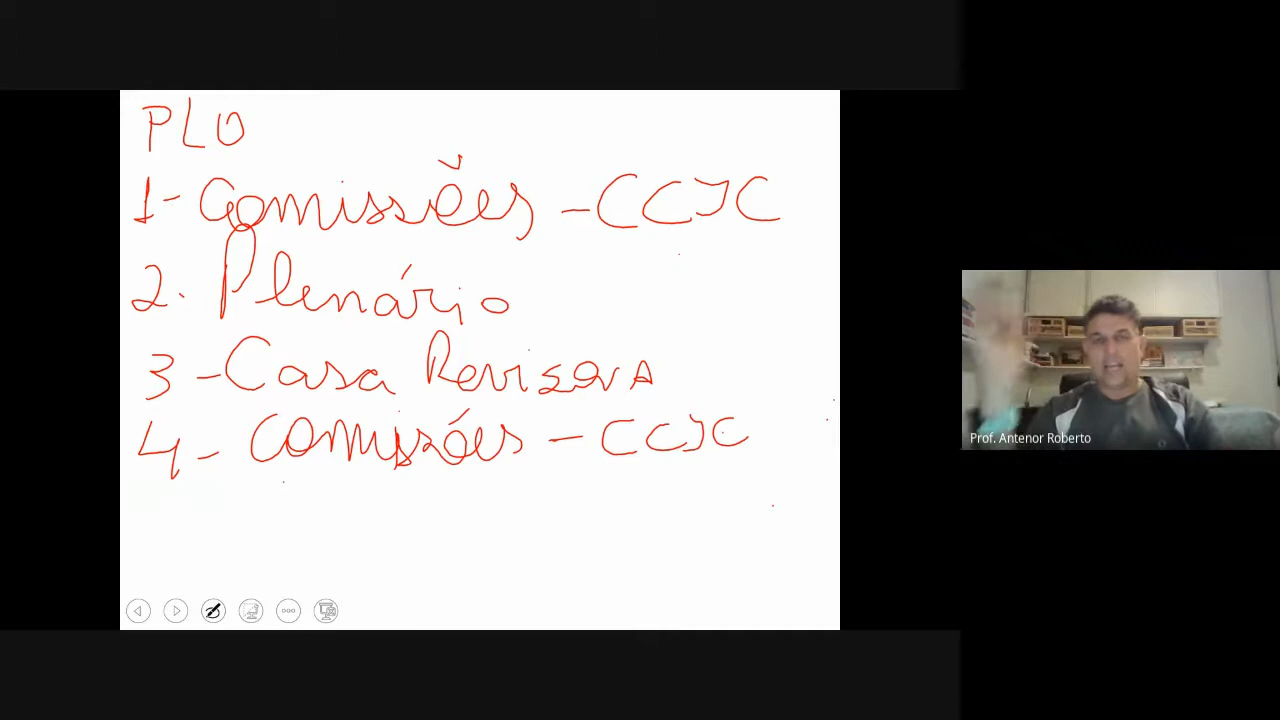 PLO
1- Comissões - CCJC
2. Plenário
3 - Casa Revisora
4 - Comissões - CCJC
Prof. Antenor Roberto